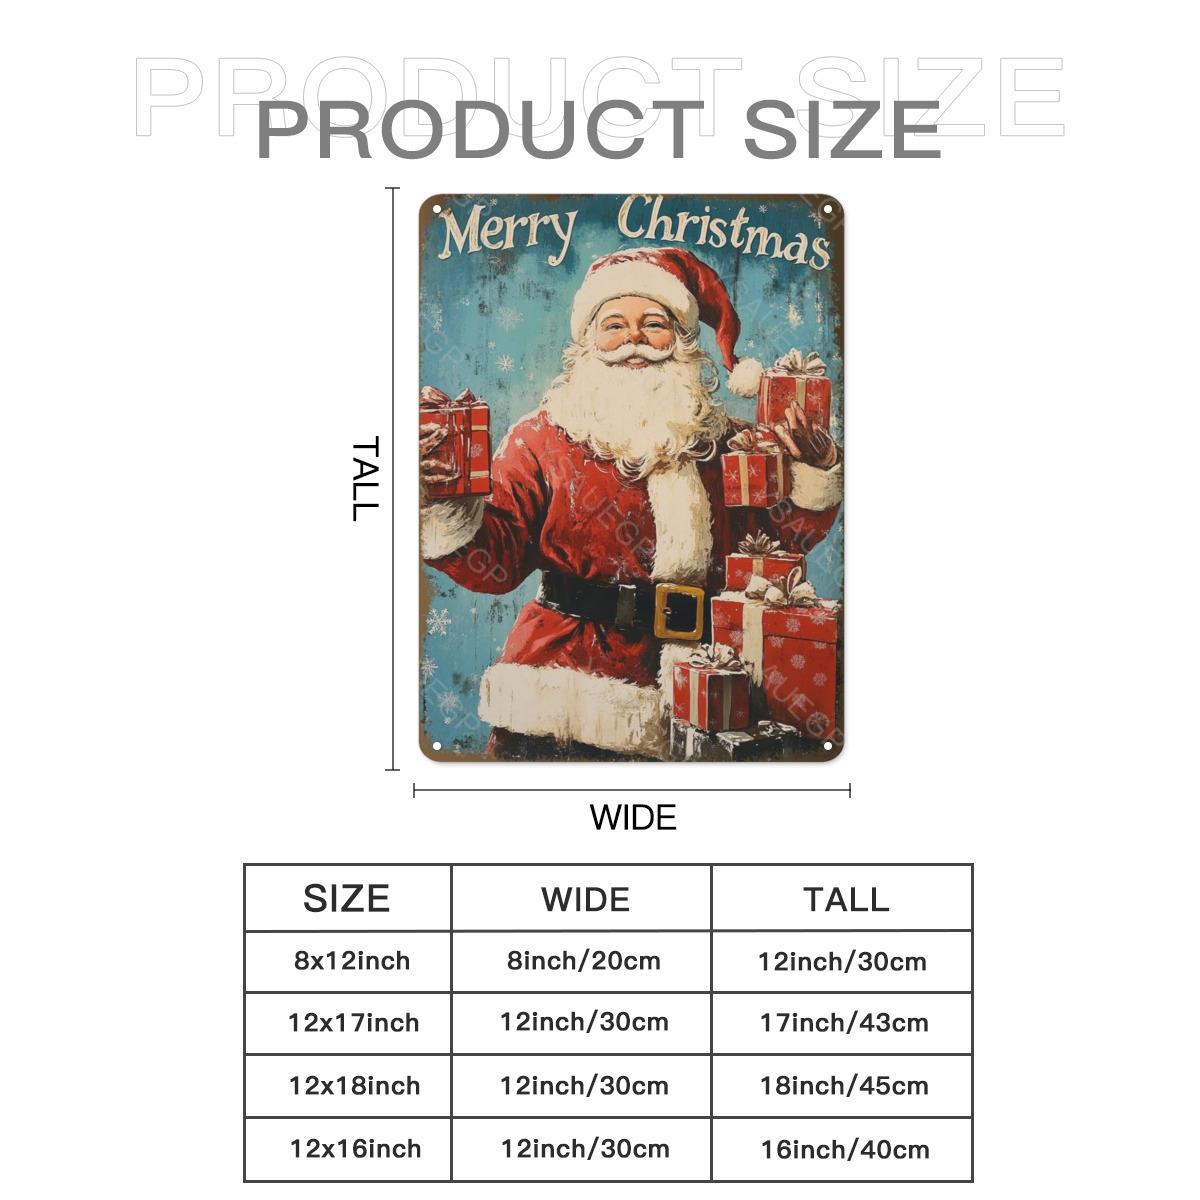 PRODUCT SIZE
PRODUCT SIZE
Merry Christmas
TALL
YSAUEGRP
WIDE
SIZE WIDE TALL
8x12inch 8inch/20cm 12inch/30cm
12x17inch 12inch/30cm 17inch/43cm
12x18inch 12inch/30cm 18inch/45cm
12x16inch 12inch/30cm 16inch/40cm